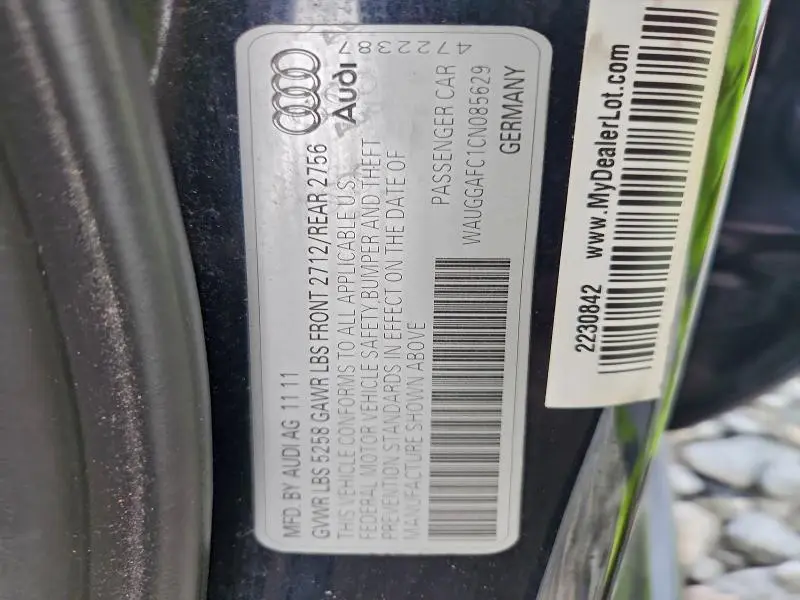 MFD. BY AUDI AG 11 11
GVWR LBS 5258 GAWR LBS FRONT 2712/REAR 2756
THIS VEHICLE CONFORMS TO ALL APPLICABLE U.S.
FEDERAL MOTOR VEHICLE SAFETY BUMPER AND THEFT
PREVENTION STANDARDS IN EFFECT ON THE DATE OF
MANUFACTURE SHOWN ABOVE
PASSENGER CAR
WAUGGAFC1CN085629
GERMANY
Audi
4722387
2230842 www.MyDealerLot.com